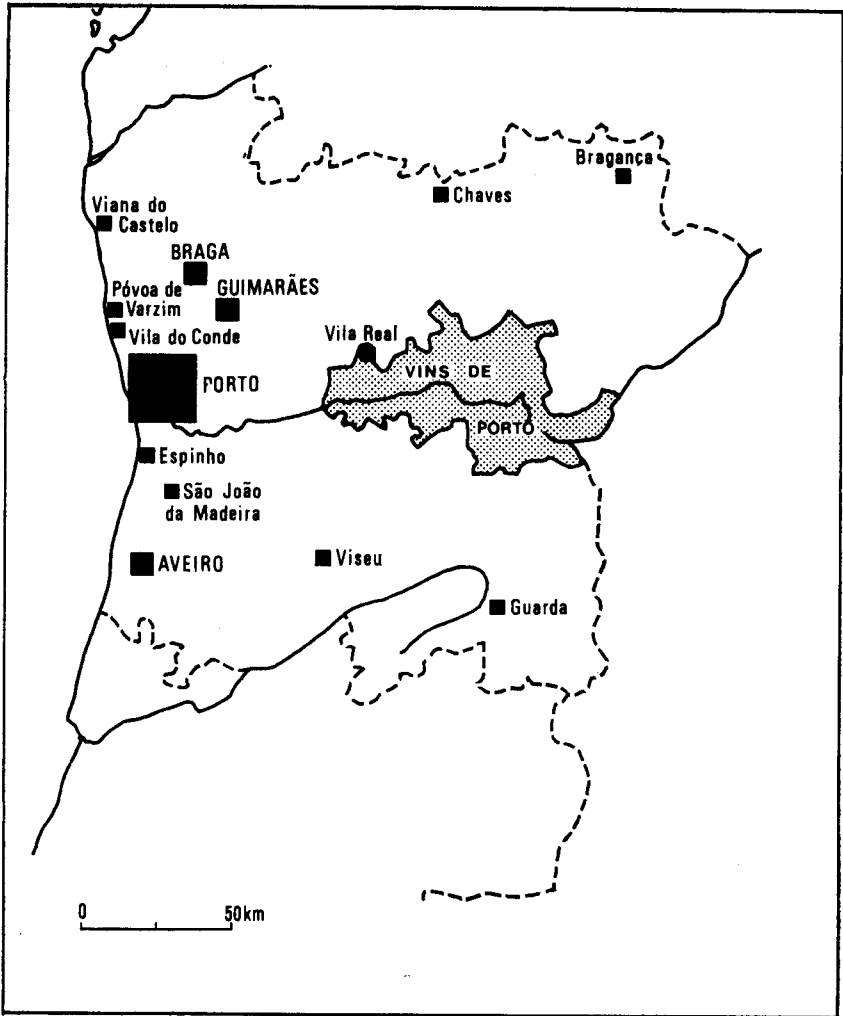 Bragança
Chaves
Viana do
Castelo
BRAGA
GUIMARÃES
Póvoa de
Varzim
Vila do Conde
Vila Real
VINS DE
PORTO
PORTO
Espinho
São João
da Madeira
AVEIRO
Viseu
Guarda
0 50km